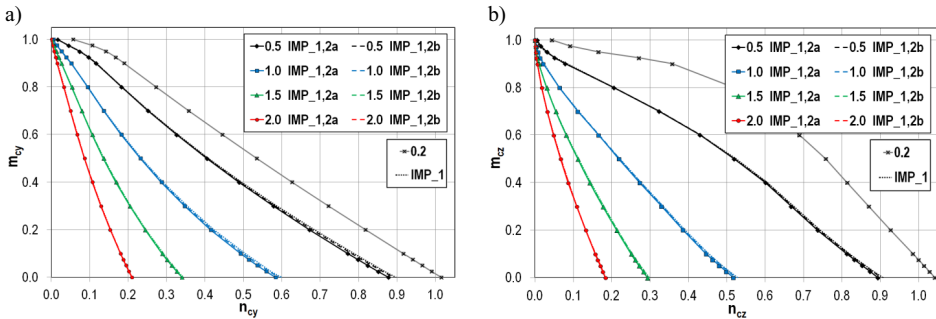 a)
1.0
0.8
0.6
0.4
0.2
0.0
m_cy
0.0 0.1 0.2 0.3 0.4 0.5 0.6 0.7 0.8 0.9 1.0
n_cy
0.5 IMP_1,2a 0.5 IMP_1,2b
1.0 IMP_1,2a 1.0 IMP_1,2b
1.5 IMP_1,2a 1.5 IMP_1,2b
2.0 IMP_1,2a 2.0 IMP_1,2b
0.2
IMP_1
b)
1.0
0.8
0.6
0.4
0.2
0.0
m_cz
0.0 0.1 0.2 0.3 0.4 0.5 0.6 0.7 0.8 0.9 1.0
n_cz
0.5 IMP_1,2a 0.5 IMP_1,2b
1.0 IMP_1,2a 1.0 IMP_1,2b
1.5 IMP_1,2a 1.5 IMP_1,2b
2.0 IMP_1,2a 2.0 IMP_1,2b
0.2
IMP_1